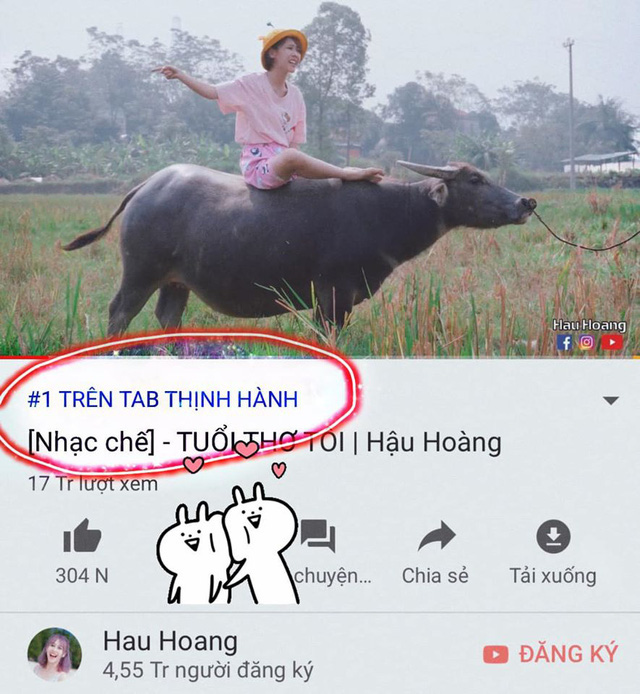 Hau Hoang
#1 TRÊN TAB THỊNH HÀNH
[Nhạc chế] - TUỔI THƠ TÔI | Hậu Hoàng
17 Tr lượt xem
304 N
chuyện...
Chia sẻ
Tải xuống
Hau Hoang
4,55 Tr người đăng ký
ĐĂNG KÝ